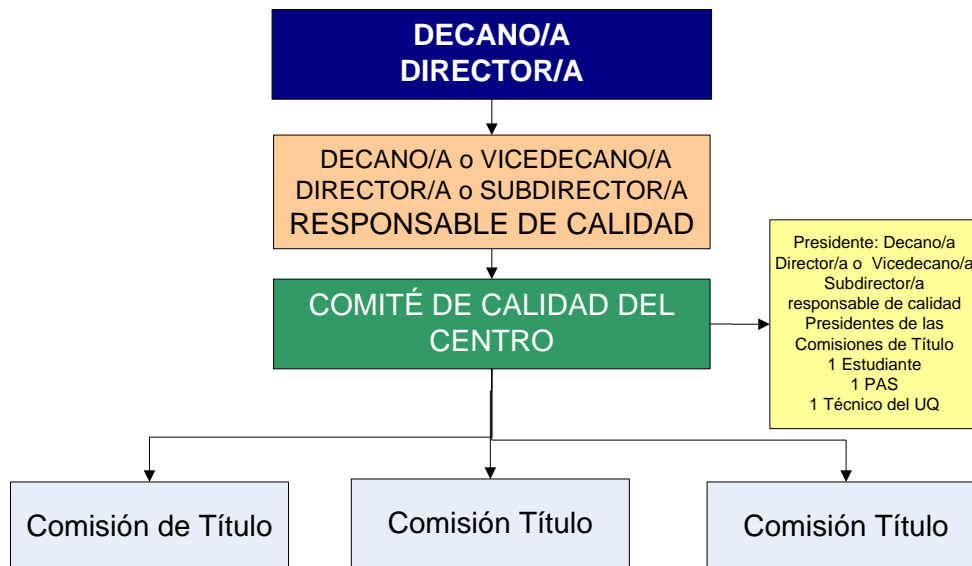 DECANO/A
DIRECTOR/A
DECANO/A o VICEDECANO/A
DIRECTOR/A o SUBDIRECTOR/A
RESPONSABLE DE CALIDAD
COMITÉ DE CALIDAD DEL
CENTRO
Presidente: Decano/a
Director/a o Vicedecano/a
Subdirector/a
responsable de calidad
Presidentes de las
Comisiones de Título
1 Estudiante
1 PAS
1 Técnico del UQ
Comisión de Título
Comisión Título
Comisión Título